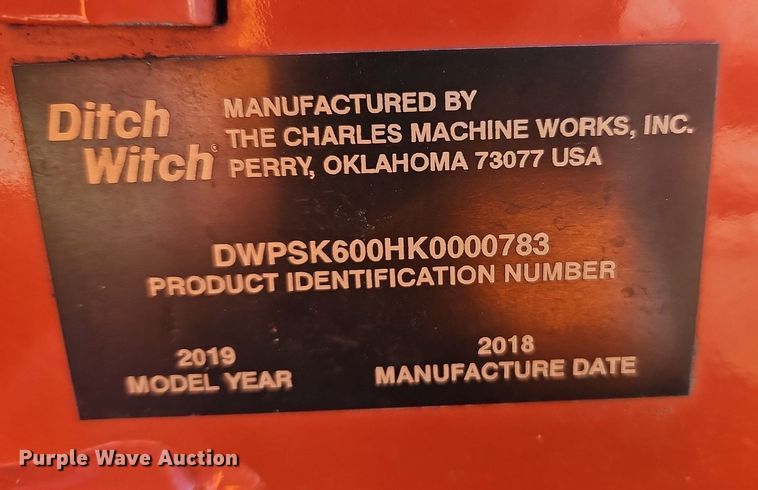 Ditch
Witch®
MANUFACTURED BY
THE CHARLES MACHINE WORKS, INC.
PERRY, OKLAHOMA 73077 USA
DWPSK600HK0000783
PRODUCT IDENTIFICATION NUMBER
2019
MODEL YEAR
2018
MANUFACTURE DATE
Purple Wave Auction